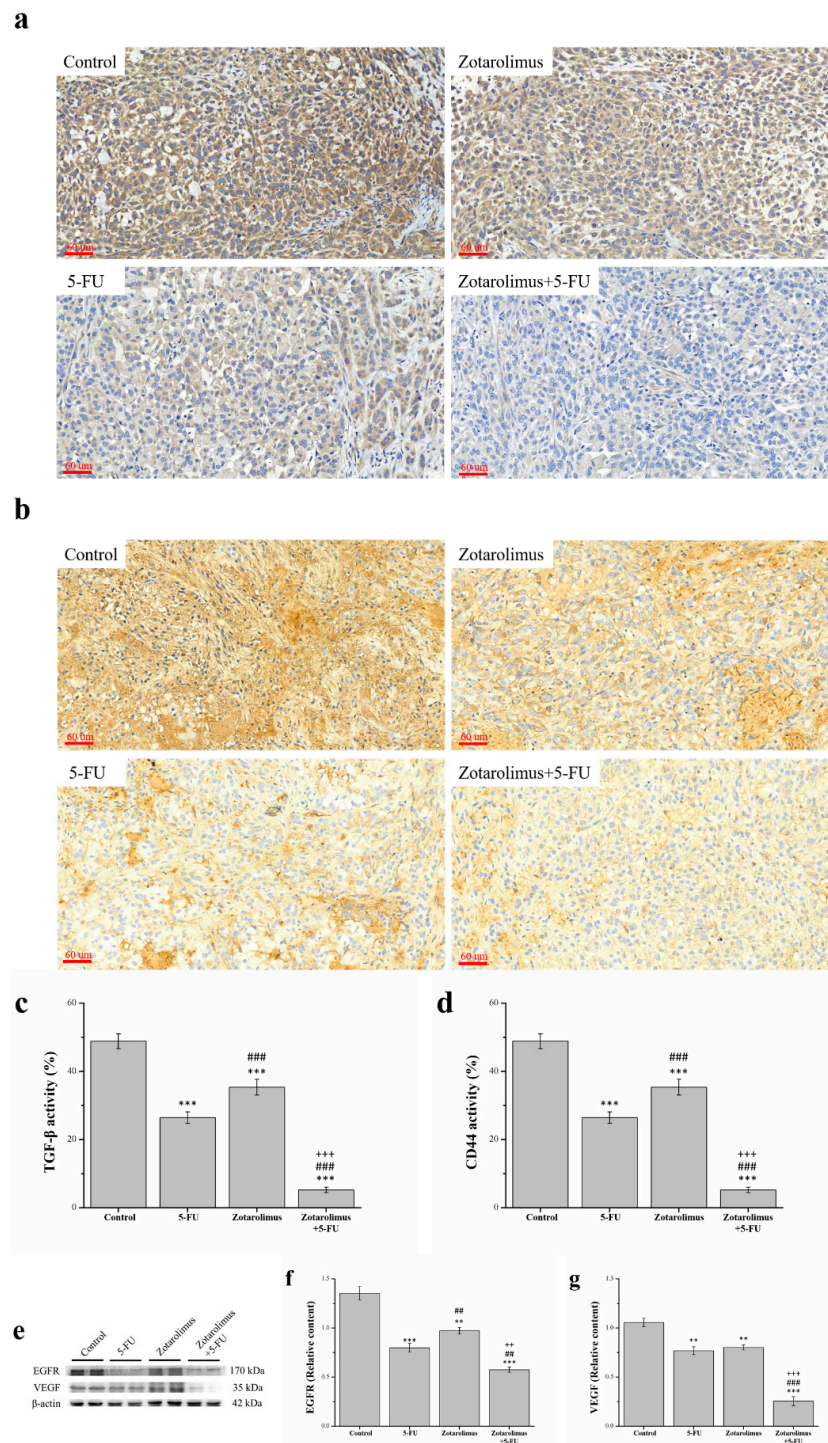 a
Control
Zotarolimus
60 um
60 um
5-FU
Zotarolimus+5-FU
60 um
60 um
b
Control
Zotarolimus
60 um
60 um
5-FU
Zotarolimus+5-FU
60 um
60 um
c
TGF-β activity (%)
60
40
20
0
***
###
***
+++
###
***
Control
5-FU
Zotarolimus
Zotarolimus
+5-FU
d
CD44 activity (%)
60
40
20
0
***
###
***
+++
###
***
Control
5-FU
Zotarolimus
Zotarolimus
+5-FU
e
Control
5-FU
Zotarolimus
Zotarolimus
+5-FU
EGFR 170 kDa
VEGF 35 kDa
β-actin 42 kDa
f
EGFR (Relative content)
1.5
1.0
0.5
0.0
***
##
**
++
##
***
Control
5-FU
Zotarolimus
Zotarolimus
+5-FU
g
VEGF (Relative content)
1.5
1.0
0.5
0.0
**
**
+++
###
***
Control
5-FU
Zotarolimus
Zotarolimus
+5-FU